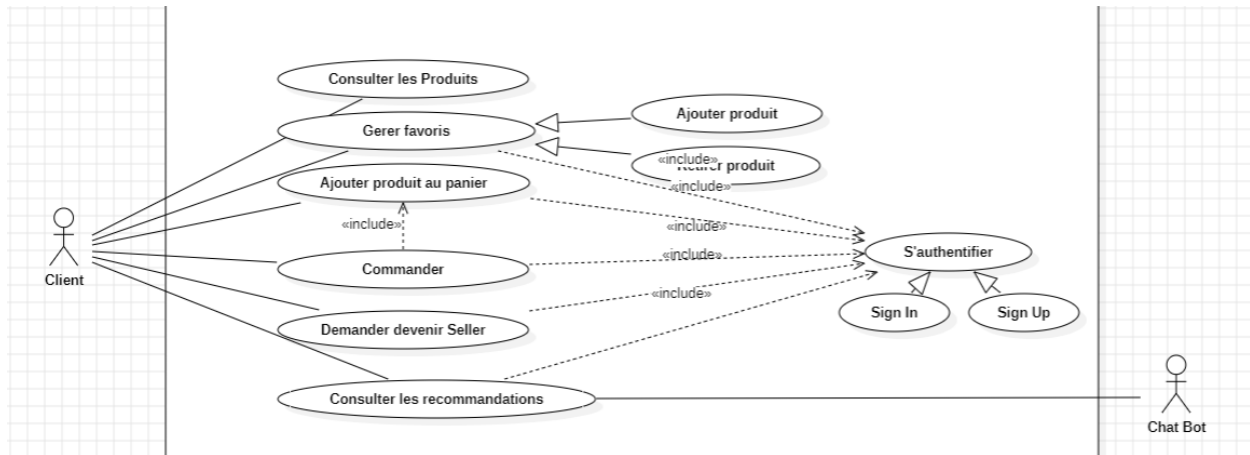 Consulter les Produits
Ajouter produit
Gerer favoris
«include»
Retirer produit
Ajouter produit au panier
«include»
«include»
«include»
S'authentifier
«include»
Commander
Client
«include»
Sign In
Sign Up
Demander devenir Seller
Consulter les recommandations
Chat Bot